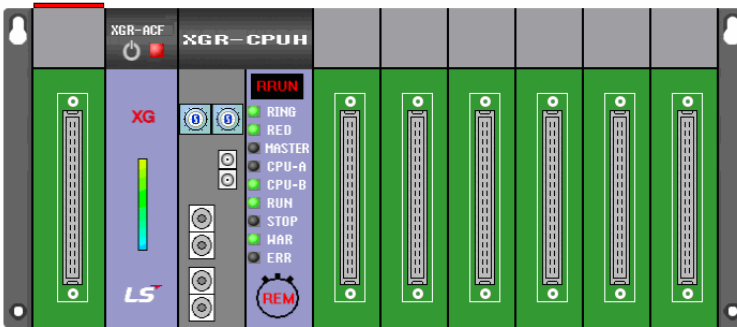 XGR-ACF
XGR-CPUH
RRUN
XG
0 0
RING
RED
MASTER
CPU-A
CPU-B
RUN
STOP
WAR
ERR
LS
REM